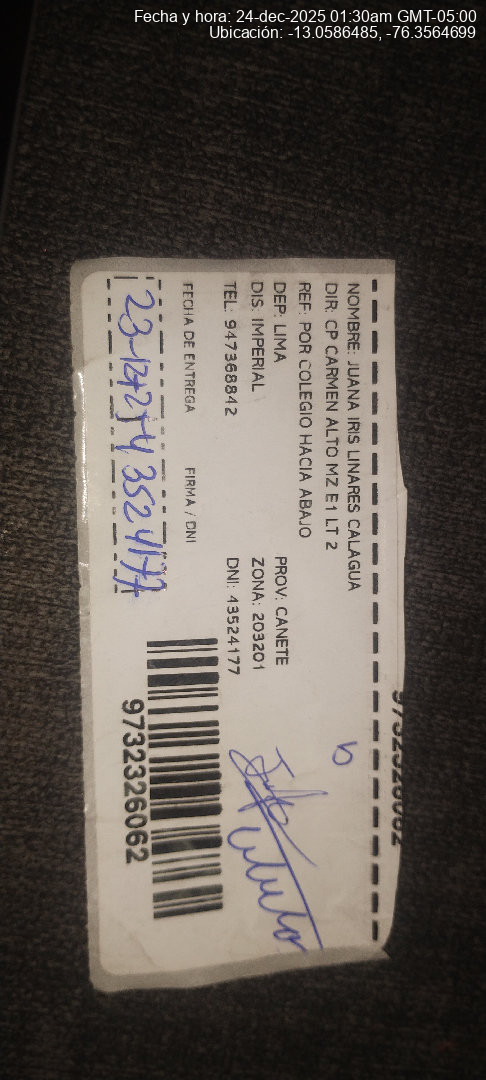 Fecha y hora: 24-dec-2025 01:30am GMT-05:00
Ubicación: -13.0586485, -76.3564699
NOMBRE: JUANA IRIS LINARES CALAGUA
DIR: CP CARMEN ALTO MZ E1 LT 2
REF: POR COLEGIO HACIA ABAJO
DEP: LIMA PROV: CANETE
DIS: IMPERIAL ZONA: 203201
TEL: 947368842 DNI: 43524177
FECHA DE ENTREGA FIRMA / DNI
23-12-25 43524177
9732326062